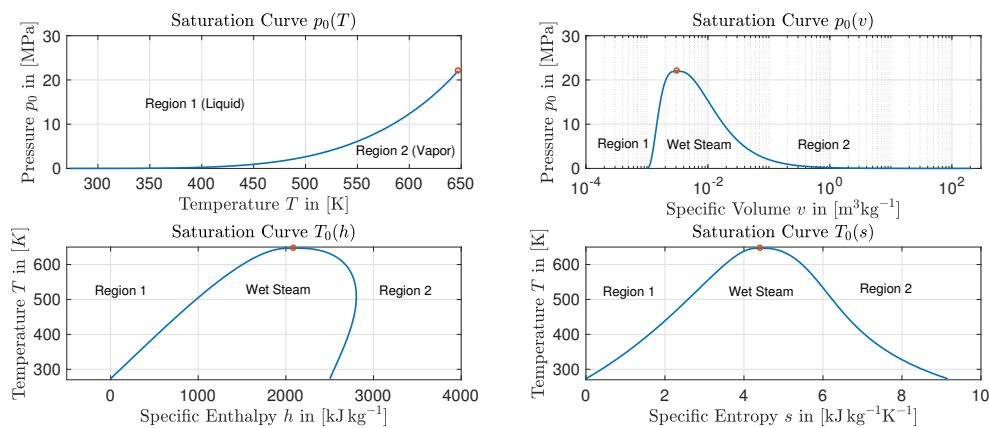 Saturation Curve p₀(T)
30
20
10
0
Pressure p₀ in [MPa]
Region 1 (Liquid)
Region 2 (Vapor)
300 350 400 450 500 550 600 650
Temperature T in [K]
Saturation Curve p₀(v)
30
20
10
0
Pressure p₀ in [MPa]
Region 1 Wet Steam Region 2
10⁻⁴ 10⁻² 10⁰ 10²
Specific Volume v in [m³kg⁻¹]
Saturation Curve T₀(h)
600
500
400
300
Temperature T in [K]
Region 1 Wet Steam Region 2
0 1000 2000 3000 4000
Specific Enthalpy h in [kJ kg⁻¹]
Saturation Curve T₀(s)
600
500
400
300
Temperature T in [K]
Region 1 Wet Steam Region 2
0 2 4 6 8 10
Specific Entropy s in [kJ kg⁻¹K⁻¹]